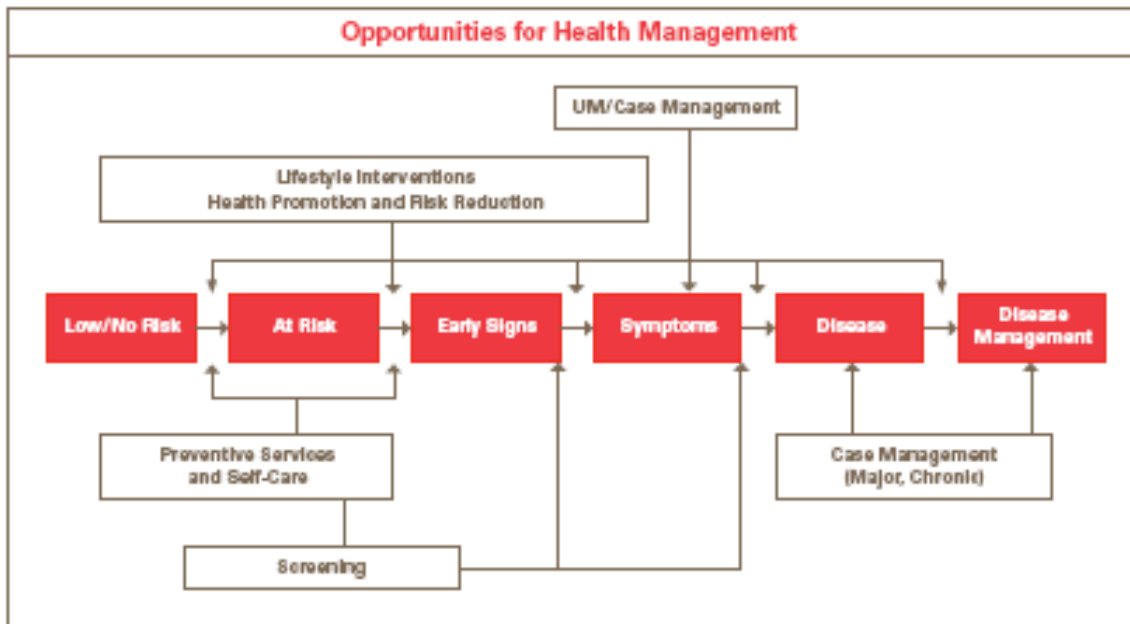 Opportunities for Health Management
UM/Case Management
Lifestyle Interventions
Health Promotion and Risk Reduction
Low/No Risk
At Risk
Early Signs
Symptoms
Disease
Disease
Management
Preventive Services
and Self-Care
Case Management
(Major, Chronic)
Screening